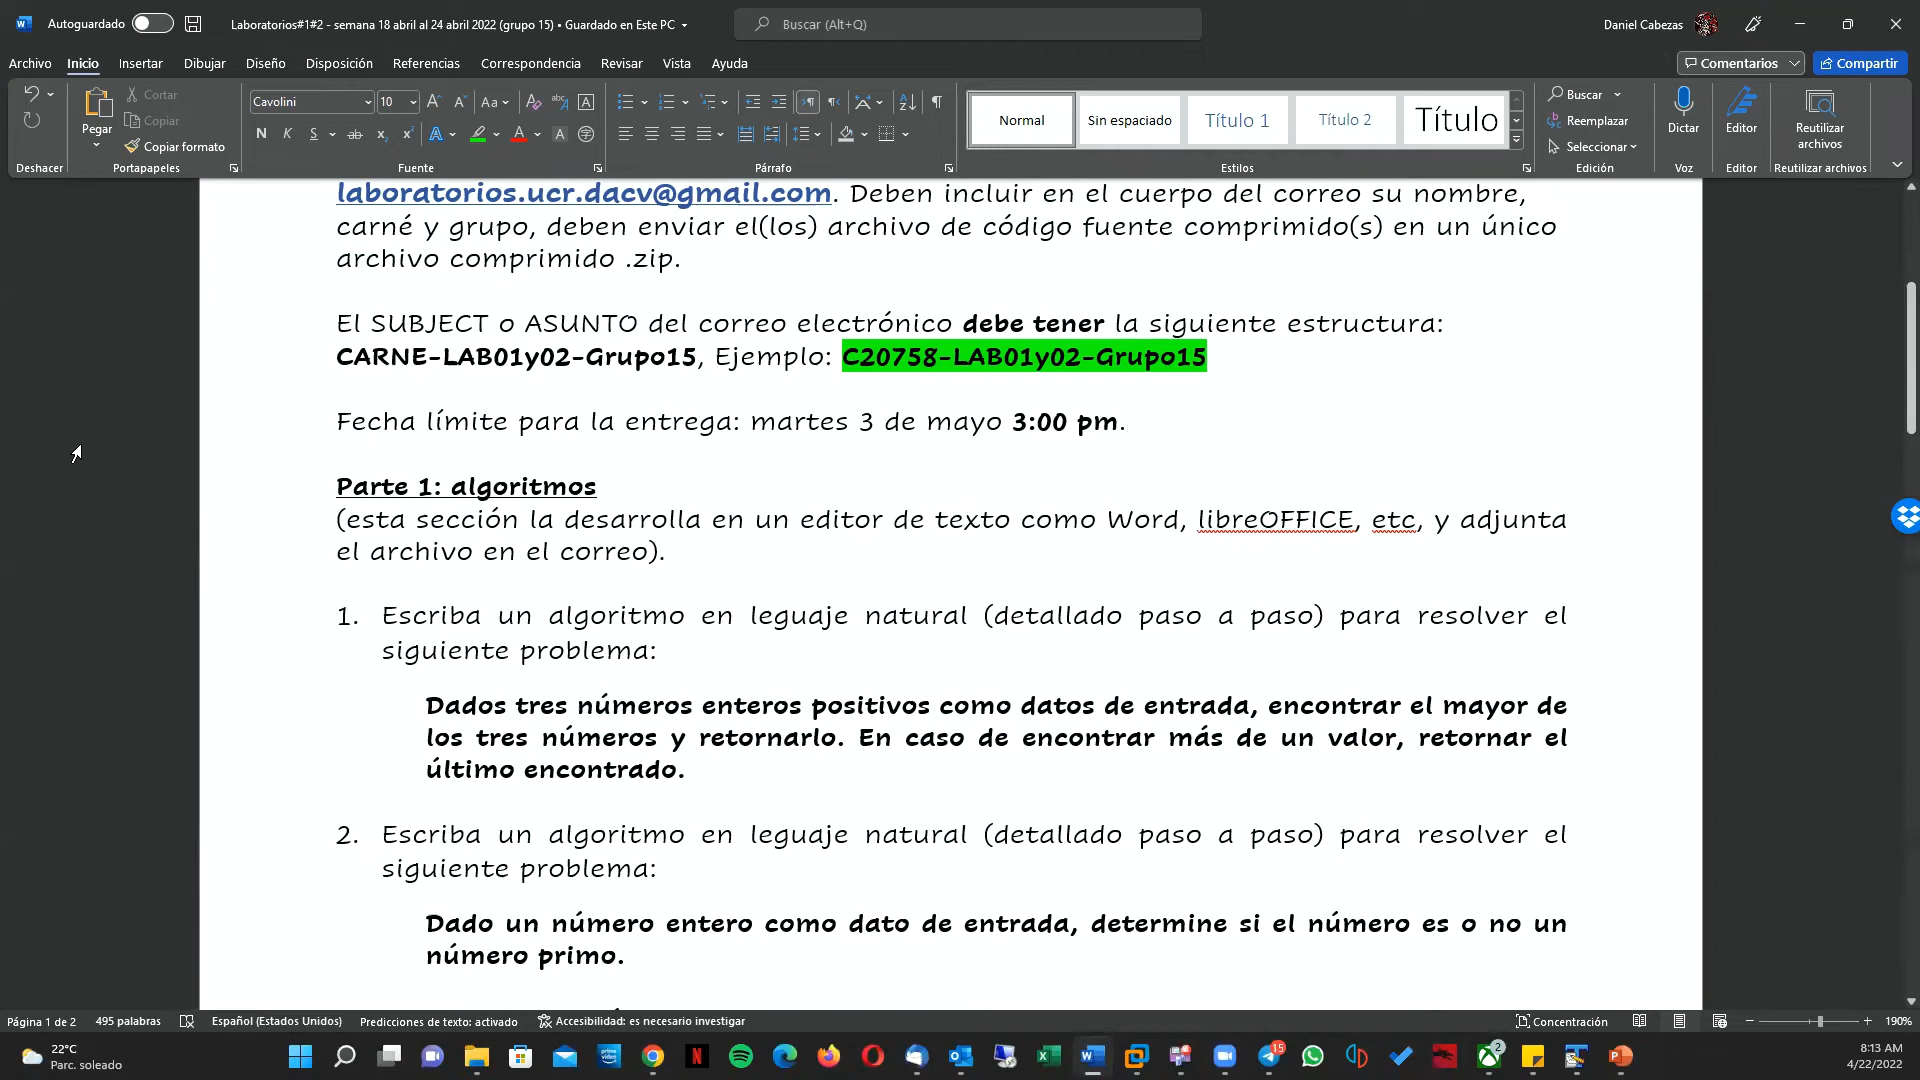 Autoguardado
Laboratorios#1#2 - semana 18 abril al 24 abril 2022 (grupo 15) • Guardado en Este PC
Buscar (Alt+Q)
Daniel Cabezas
Archivo Inicio Insertar Dibujar Diseño Disposición Referencias Correspondencia Revisar Vista Ayuda
Comentarios
Compartir
Pegar
Cortar
Copiar
Copiar formato
Cavolini 10
Aa
N K S ab x₂ x²
Normal
Sin espaciado
Título 1
Título 2
Título
Buscar
Reemplazar
Seleccionar
Dictar
Editor
Reutilizar
archivos
Deshacer Portapapeles Fuente Párrafo Estilos Edición Voz Editor Reutilizar archivos
laboratorios.ucr.dacv@gmail.com. Deben incluir en el cuerpo del correo su nombre,
carné y grupo, deben enviar el(los) archivo de código fuente comprimido(s) en un único
archivo comprimido .zip.
El SUBJECT o ASUNTO del correo electrónico debe tener la siguiente estructura:
CARNE-LAB01y02-Grupo15, Ejemplo: C20758-LAB01y02-Grupo15
Fecha límite para la entrega: martes 3 de mayo 3:00 pm.
Parte 1: algoritmos
(esta sección la desarrolla en un editor de texto como Word, libreOFFICE, etc, y adjunta
el archivo en el correo).
1. Escriba un algoritmo en leguaje natural (detallado paso a paso) para resolver el
siguiente problema:
Dados tres números enteros positivos como datos de entrada, encontrar el mayor de
los tres números y retornarlo. En caso de encontrar más de un valor, retornar el
último encontrado.
2. Escriba un algoritmo en leguaje natural (detallado paso a paso) para resolver el
siguiente problema:
Dado un número entero como dato de entrada, determine si el número es o no un
número primo.
Página 1 de 2 495 palabras Español (Estados Unidos) Predicciones de texto: activado Accesibilidad: es necesario investigar
Concentración
190%
22°C
Parc. soleado
15
2
8:13 AM
4/22/2022